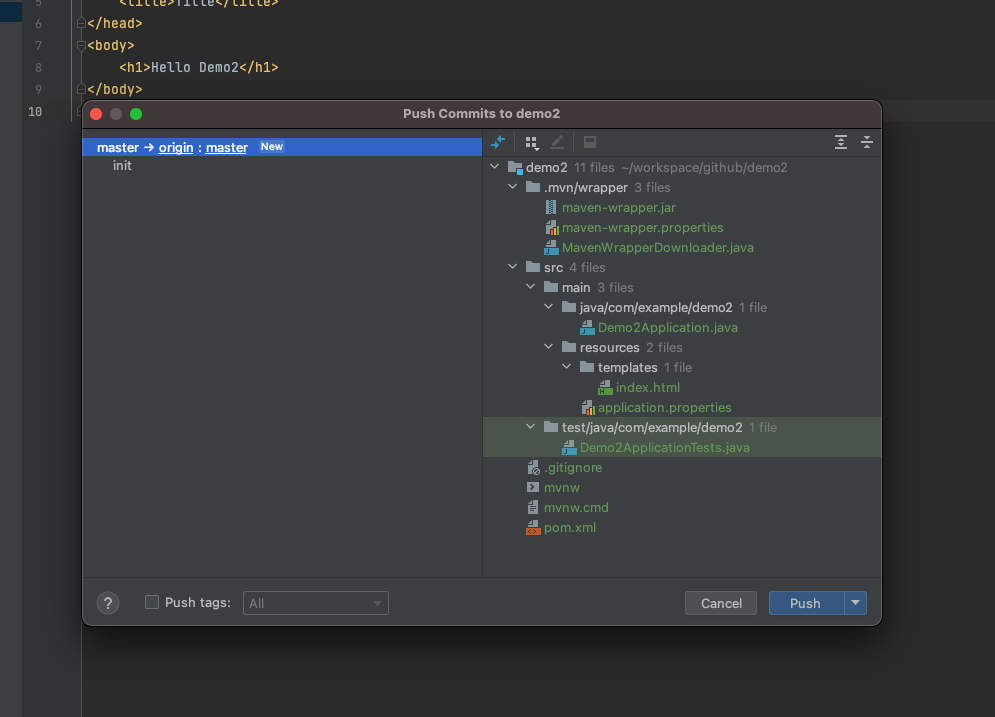 5 <title>Title</title>
6 </head>
7 <body>
8 <h1>Hello Demo2</h1>
9 </body>
10
Push Commits to demo2
master → origin : master New
init
demo2 11 files ~/workspace/github/demo2
.mvn/wrapper 3 files
maven-wrapper.jar
maven-wrapper.properties
MavenWrapperDownloader.java
src 4 files
main 3 files
java/com/example/demo2 1 file
Demo2Application.java
resources 2 files
templates 1 file
index.html
application.properties
test/java/com/example/demo2 1 file
Demo2ApplicationTests.java
.gitignore
mvnw
mvnw.cmd
pom.xml
? Push tags: All Cancel Push